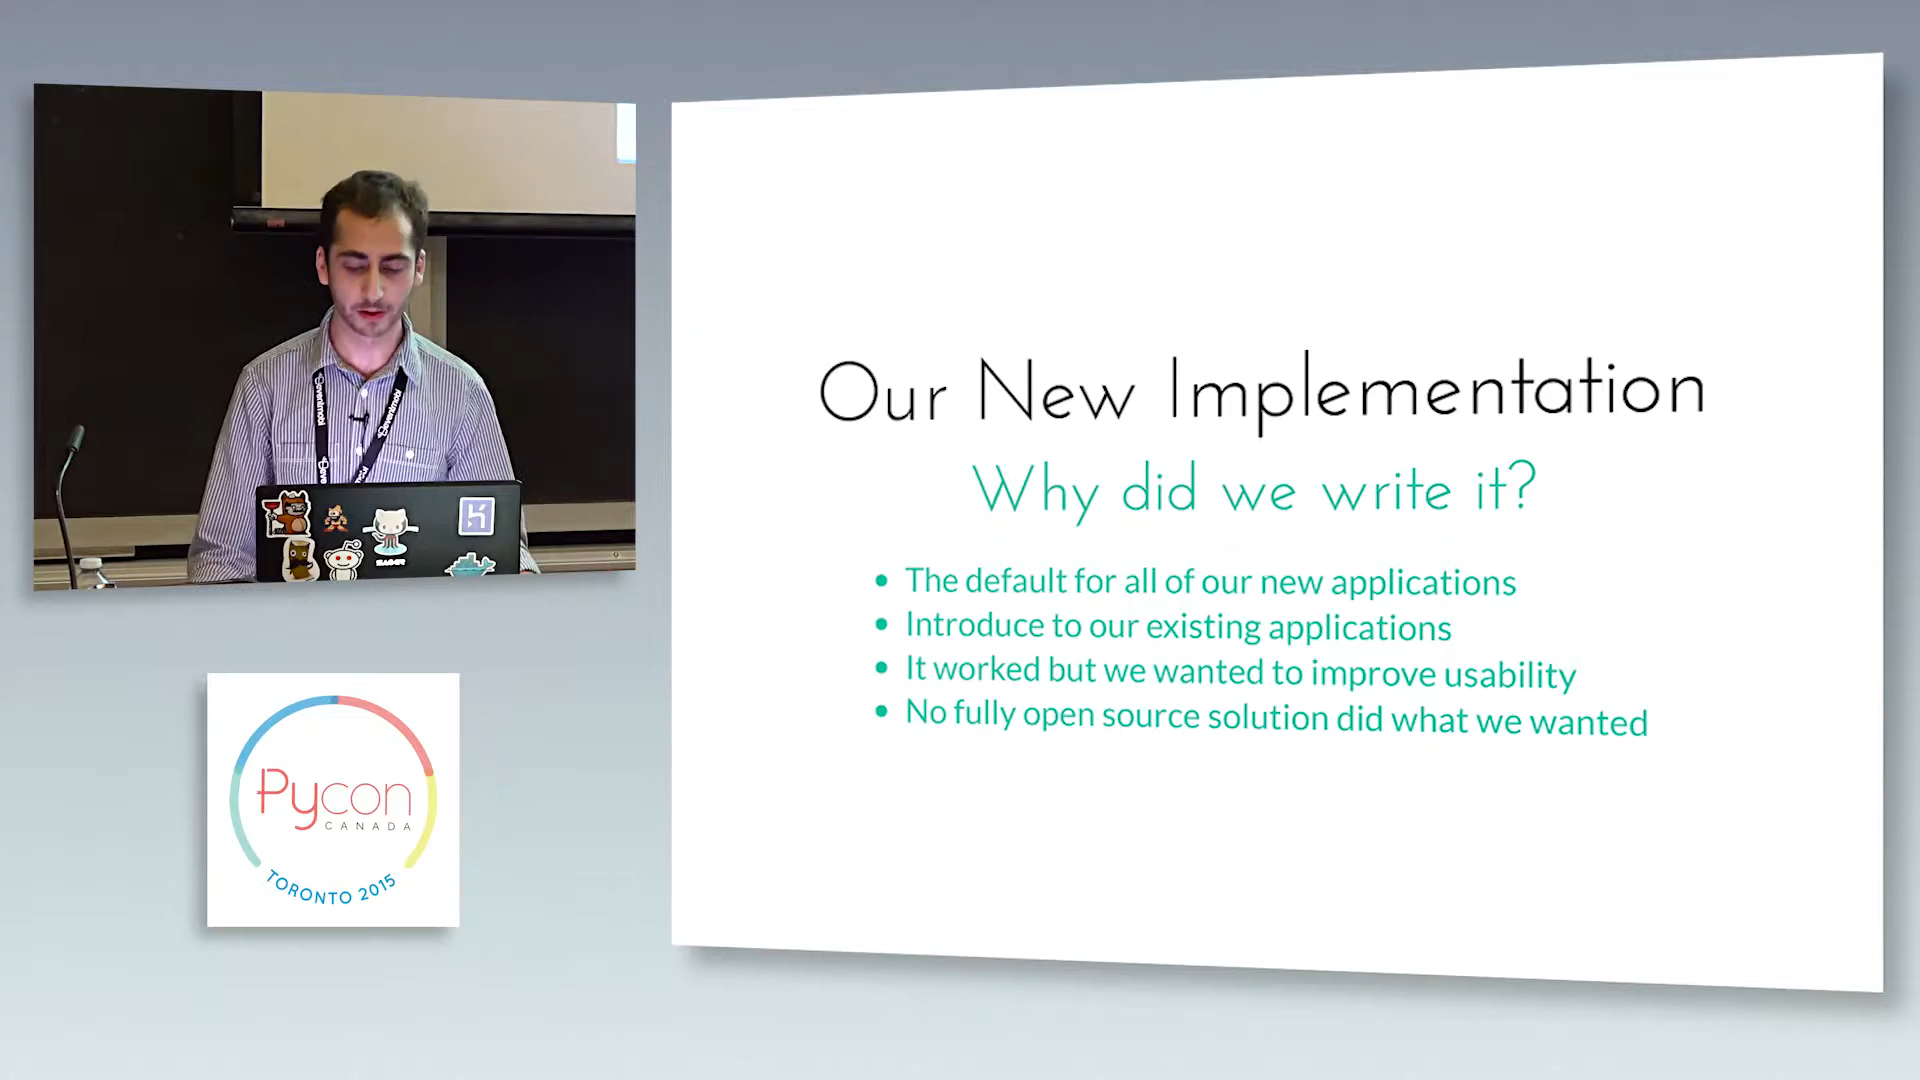 Our New Implementation
Why did we write it?
The default for all of our new applications
Introduce to our existing applications
It worked but we wanted to improve usability
No fully open source solution did what we wanted
Eventmobi
Eventmobi
Pycon
CANADA
TORONTO 2015